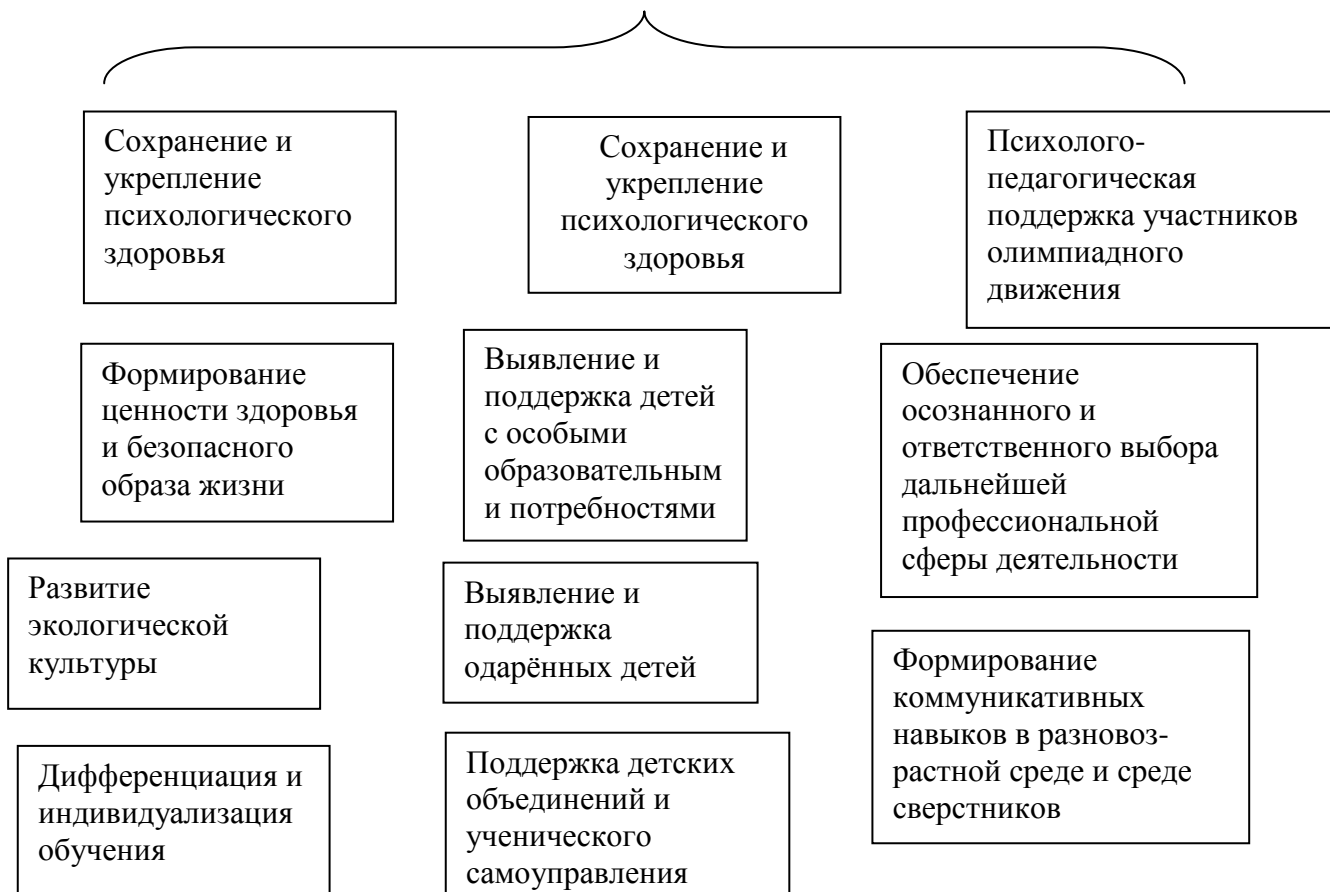 Сохранение и
укрепление
психологического
здоровья
Сохранение и
укрепление
психологического
здоровья
Психолого-
педагогическая
поддержка участников
олимпиадного
движения
Формирование
ценности здоровья
и безопасного
образа жизни
Выявление и
поддержка детей
с особыми
образовательным
и потребностями
Обеспечение
осознанного и
ответственного выбора
дальнейшей
профессиональной
сферы деятельности
Развитие
экологической
культуры
Выявление и
поддержка
одарённых детей
Формирование
коммуникативных
навыков в разновоз-
растной среде и среде
сверстников
Дифференциация и
индивидуализация
обучения
Поддержка детских
объединений и
ученического
самоуправления